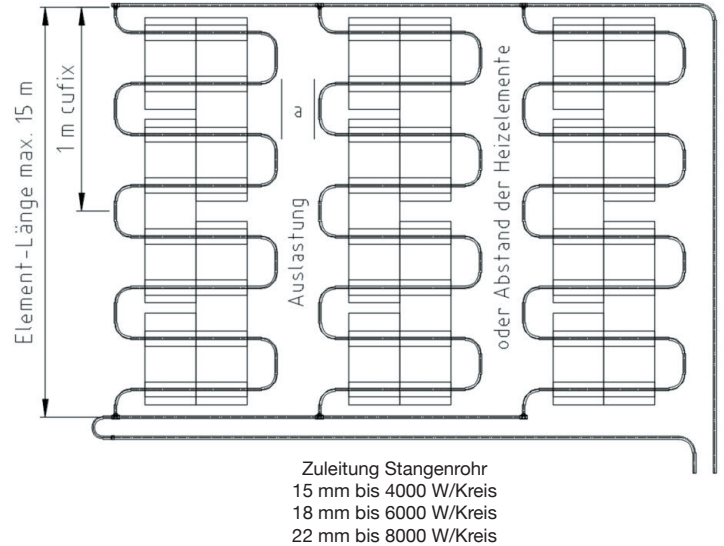 Element-Länge max. 15 m
1 m cufix
a
Auslastung
oder Abstand der Heizelemente
Zuleitung Stangenrohr
15 mm bis 4000 W/Kreis
18 mm bis 6000 W/Kreis
22 mm bis 8000 W/Kreis